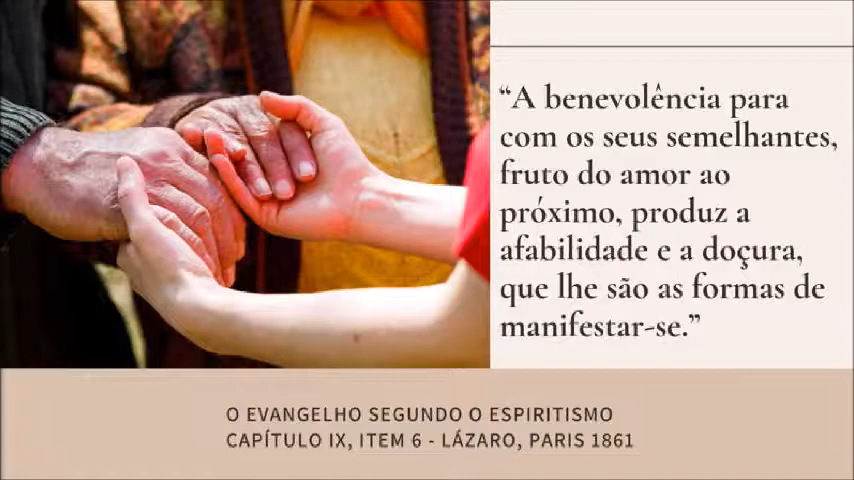 “A benevolência para
com os seus semelhantes,
fruto do amor ao
próximo, produz a
afabilidade e a doçura,
que lhe são as formas de
manifestar-se.”
O EVANGELHO SEGUNDO O ESPIRITISMO
CAPÍTULO IX, ITEM 6 - LÁZARO, PARIS 1861